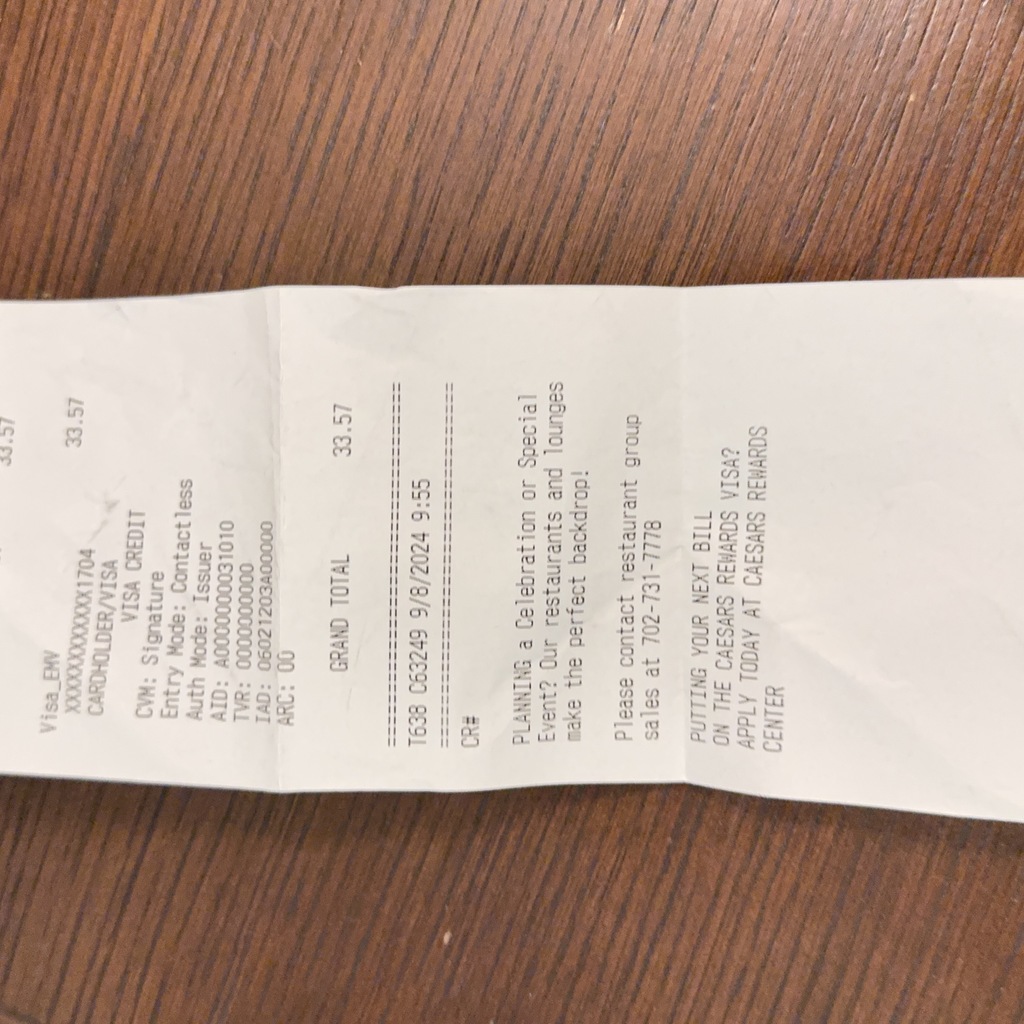 33.57
Visa_EMV 33.57
XXXXXXXXXXXX1704
CARDHOLDER/VISA
VISA CREDIT
CVM: Signature
Entry Mode: Contactless
Auth Mode: Issuer
AID: A0000000031010
TVR: 0000000000
IAD: 06021203A00000
ARC: 00
GRAND TOTAL 33.57
========================================
T638 C63249 9/8/2024 9:55
========================================
CR#
PLANNING a Celebration or Special
Event? Our restaurants and lounges
make the perfect backdrop!
Please contact restaurant group
sales at 702-731-7778
PUTTING YOUR NEXT BILL
ON THE CAESARS REWARDS VISA?
APPLY TODAY AT CAESARS REWARDS
CENTER